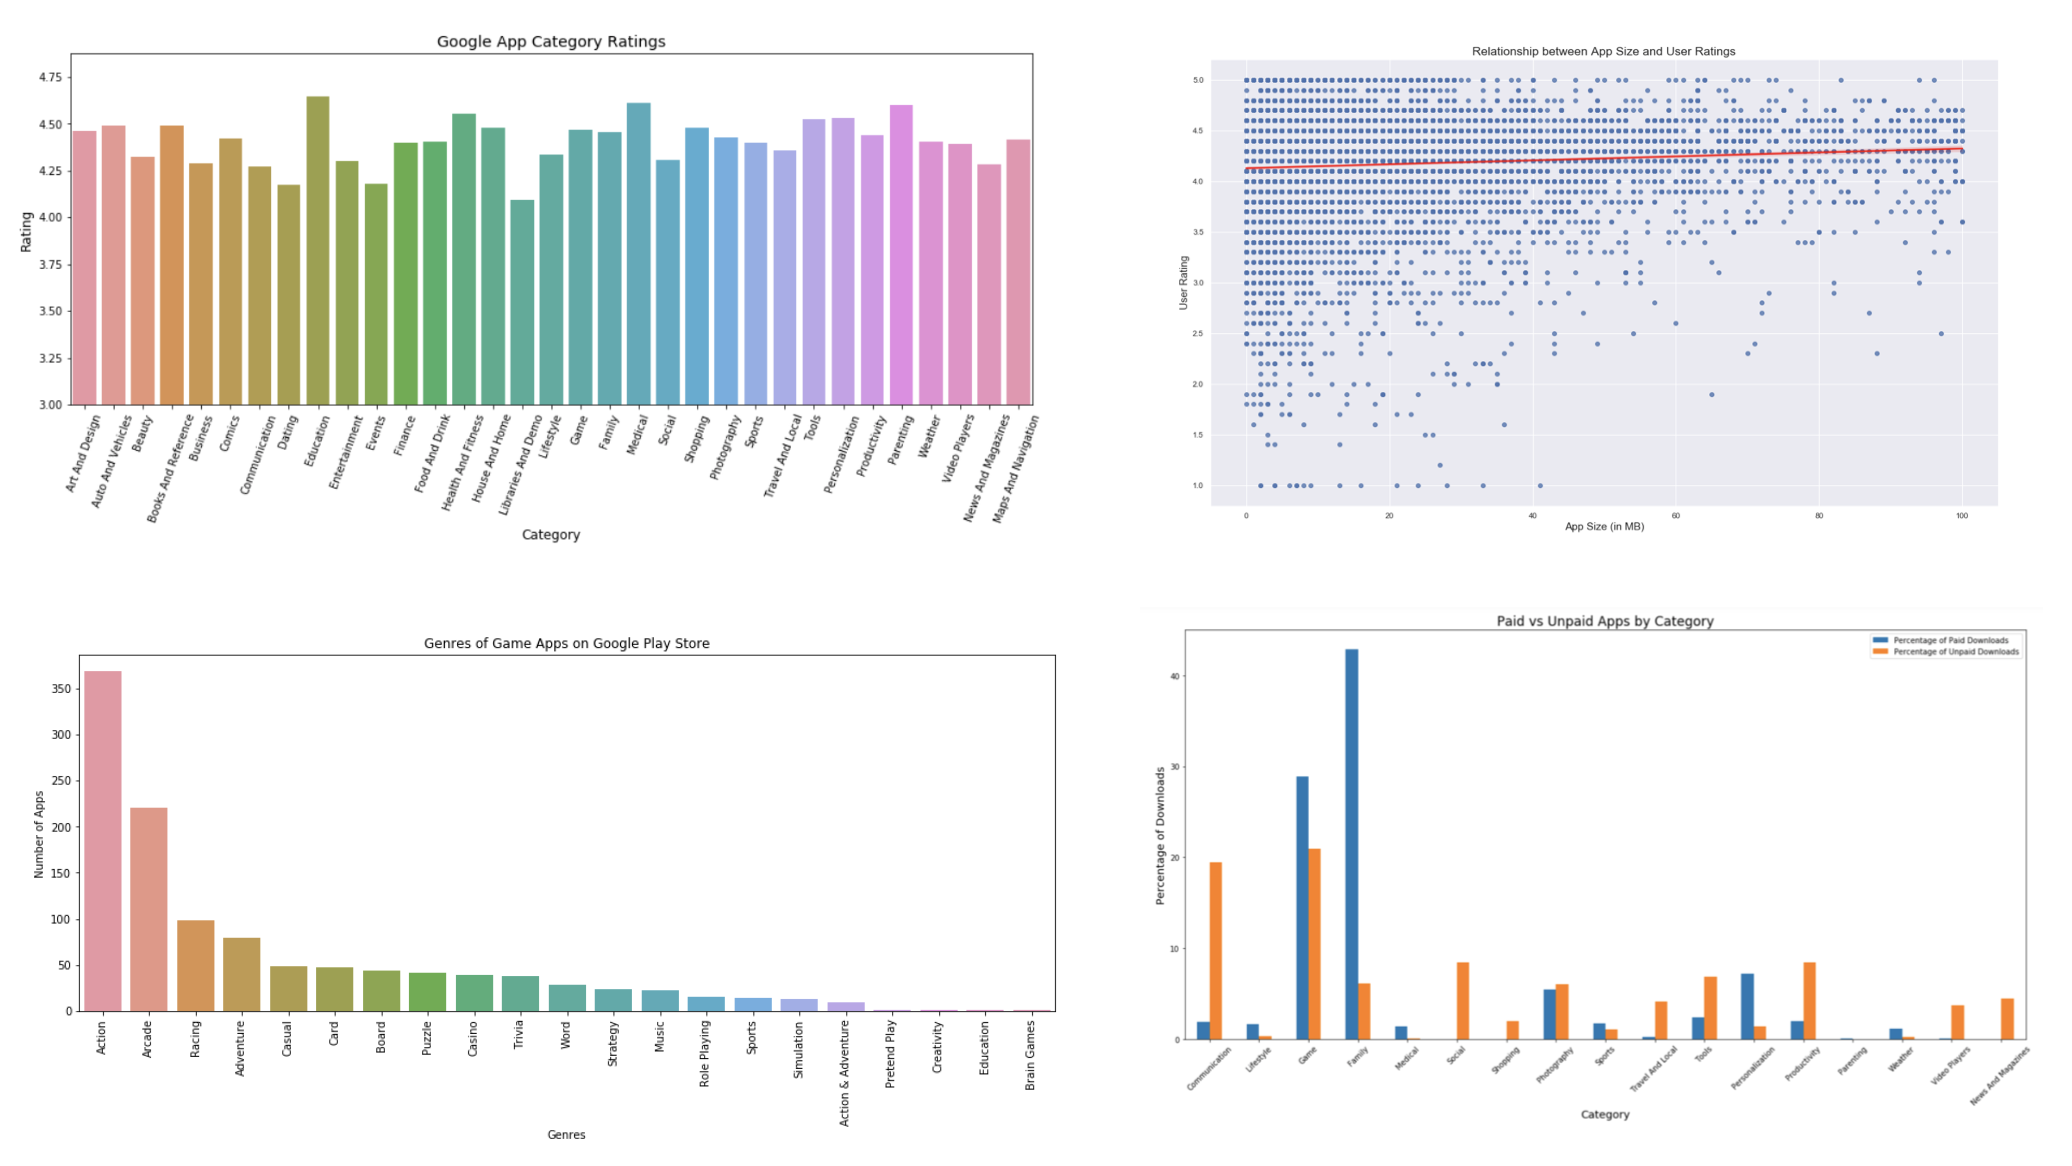 Google App Category Ratings
4.75
4.50
4.25
4.00
3.75
3.50
3.25
3.00
Rating
Art And Design
Auto And Vehicles
Beauty
Books And Reference
Business
Comics
Communication
Dating
Education
Entertainment
Events
Finance
Food And Drink
Health And Fitness
House And Home
Libraries And Demo
Lifestyle
Game
Family
Medical
Social
Shopping
Photography
Sports
Travel And Local
Tools
Personalization
Productivity
Parenting
Weather
Video Players
News And Magazines
Maps And Navigation
Category
Relationship between App Size and User Ratings
5.0
4.5
4.0
3.5
3.0
2.5
2.0
1.5
1.0
User Rating
0
20
40
60
80
100
App Size (in MB)
Genres of Game Apps on Google Play Store
350
300
250
200
150
100
50
0
Number of Apps
Action
Arcade
Racing
Adventure
Casual
Card
Board
Puzzle
Casino
Trivia
Word
Strategy
Music
Role Playing
Sports
Simulation
Action & Adventure
Pretend Play
Creativity
Education
Brain Games
Genres
Paid vs Unpaid Apps by Category
Percentage of Paid Downloads
Percentage of Unpaid Downloads
40
30
20
10
0
Percentage of Downloads
Communication
Lifestyle
Game
Family
Medical
Social
Shopping
Photography
Sports
Travel And Local
Tools
Personalization
Productivity
Parenting
Weather
Video Players
News And Magazines
Category